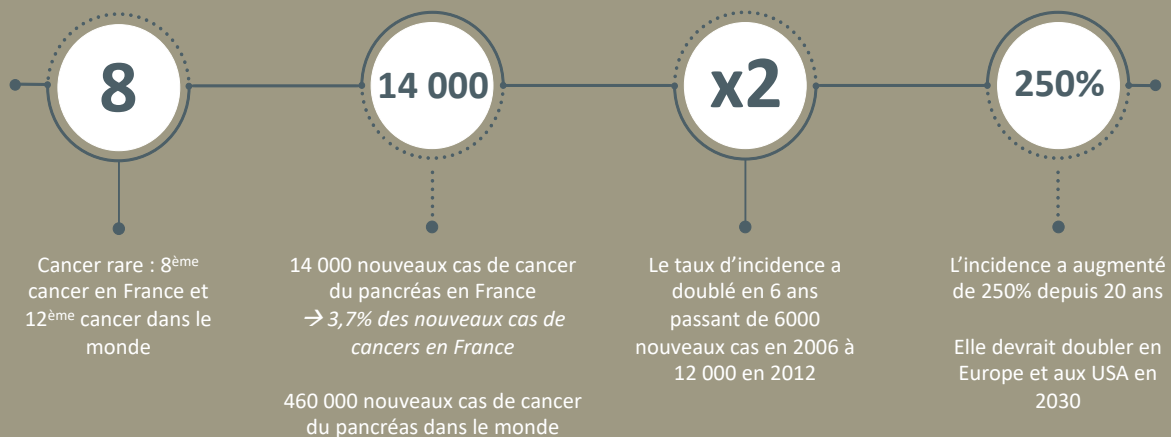 8
Cancer rare : 8ème
cancer en France et
12ème cancer dans le
monde
14 000
14 000 nouveaux cas de cancer
du pancréas en France
→ 3,7% des nouveaux cas de
cancers en France
460 000 nouveaux cas de cancer
du pancréas dans le monde
x2
Le taux d’incidence a
doublé en 6 ans
passant de 6000
nouveaux cas en 2006 à
12 000 en 2012
250%
L’incidence a augmenté
de 250% depuis 20 ans
Elle devrait doubler en
Europe et aux USA en
2030